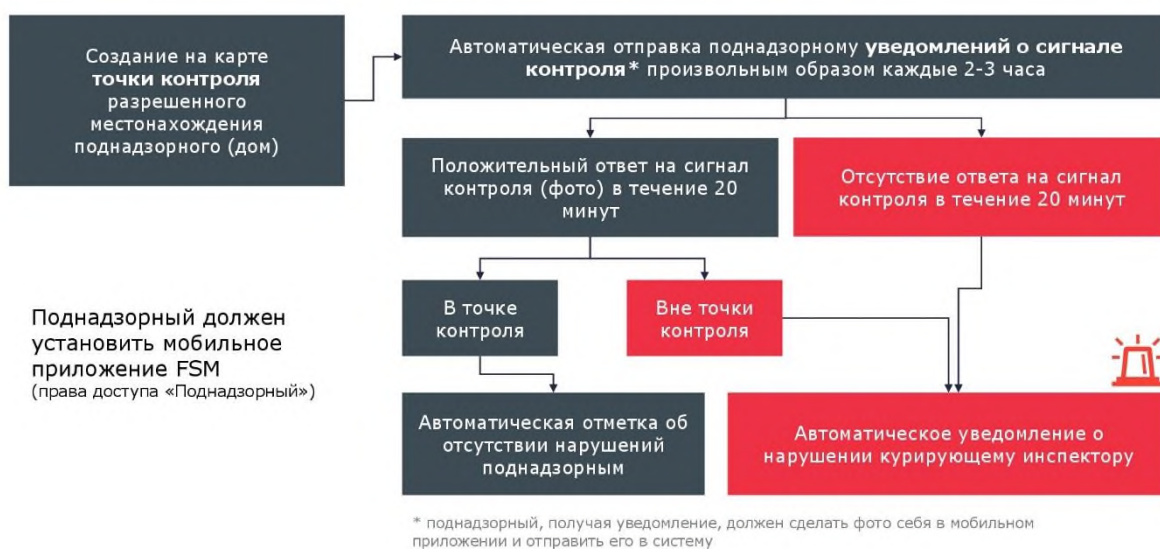 Создание на карте
точки контроля
разрешенного
местонахождения
поднадзорного (дом)
Автоматическая отправка поднадзорному уведомлений о сигнале
контроля* произвольным образом каждые 2-3 часа
Положительный ответ на сигнал
контроля (фото) в течение 20
минут
Отсутствие ответа на сигнал
контроля в течение 20 минут
В точке
контроля
Вне точки
контроля
Поднадзорный должен
установить мобильное
приложение FSM
(права доступа «Поднадзорный»)
Автоматическая отметка об
отсутствии нарушений
поднадзорным
Автоматическое уведомление о
нарушении курирующему инспектору
* поднадзорный, получая уведомление, должен сделать фото себя в мобильном
приложении и отправить его в систему